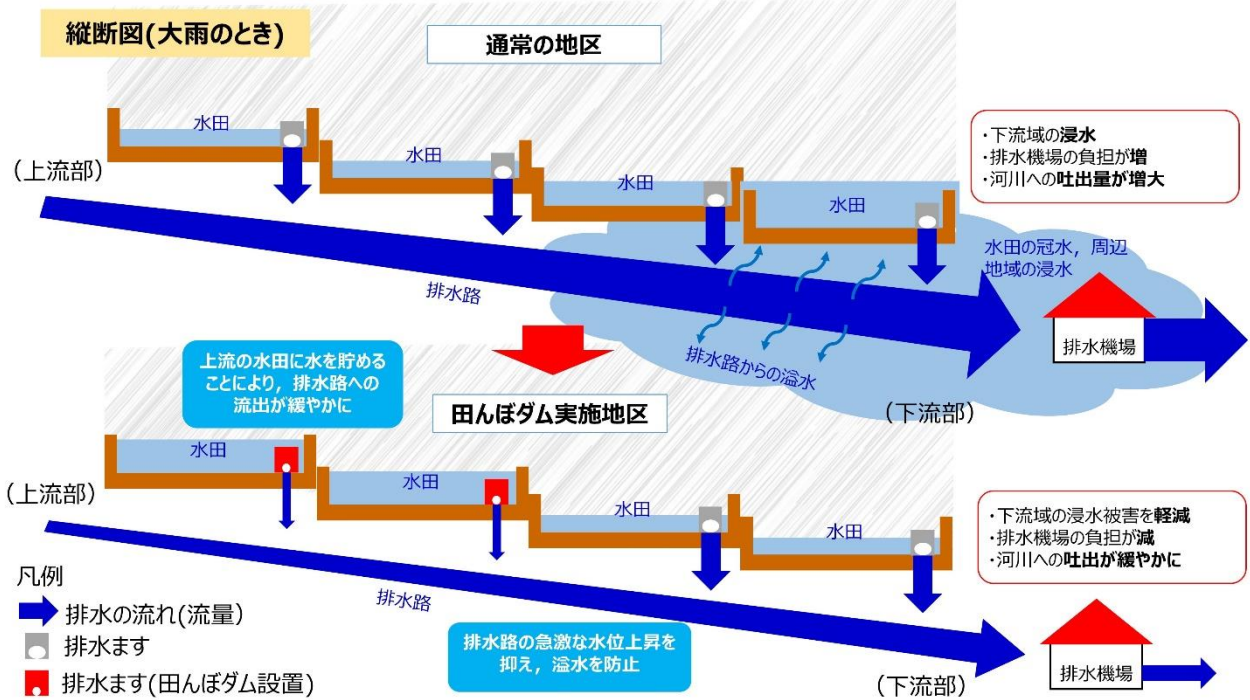 縦断図(大雨のとき)
通常の地区
水田
水田
水田
水田
(上流部)
・下流域の浸水
・排水機場の負担が増
・河川への吐出量が増大
水田の冠水，周辺
地域の浸水
排水路
排水路からの溢水
排水機場
(下流部)
上流の水田に水を貯める
ことにより，排水路への
流出が緩やかに
田んぼダム実施地区
水田
水田
水田
水田
(上流部)
・下流域の浸水被害を軽減
・排水機場の負担が減
・河川への吐出が緩やかに
排水路
排水路の急激な水位上昇を
抑え，溢水を防止
排水機場
(下流部)
凡例
排水の流れ(流量)
排水ます
排水ます(田んぼダム設置)